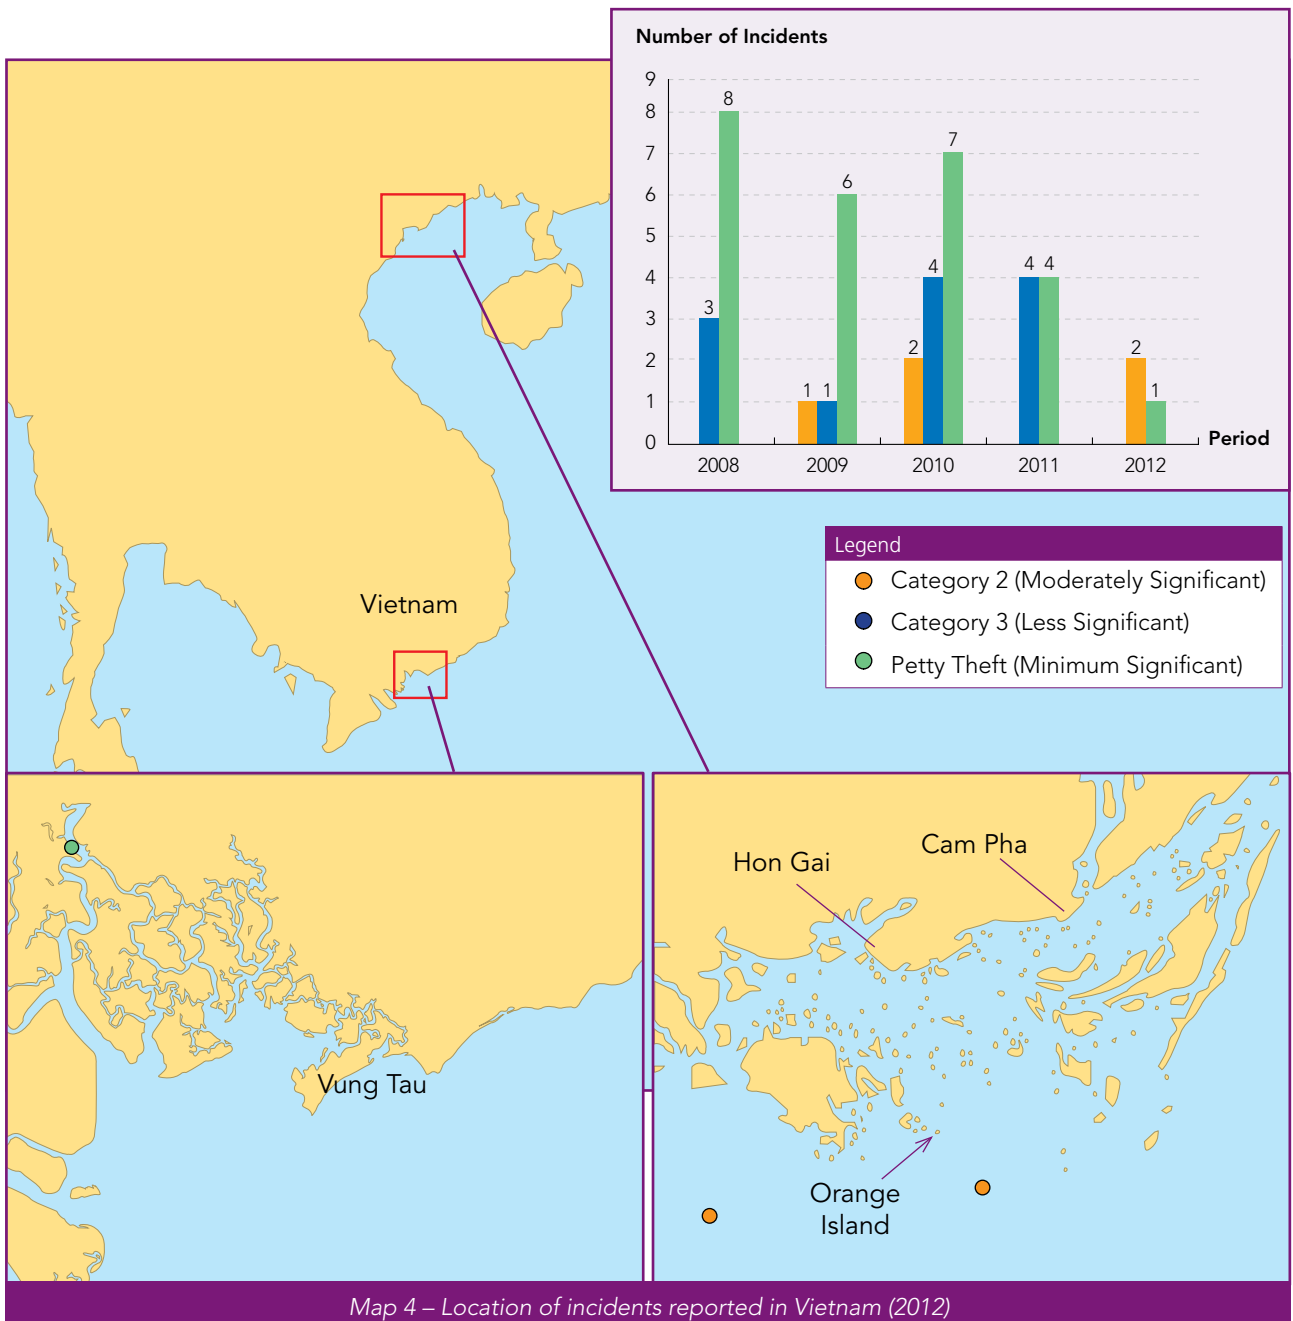 Number of Incidents
9
8
7
6
5
4
3
2
1
0
3
8
1
1
6
2
4
7
4
4
2
1
Period
2008
2009
2010
2011
2012
Legend
Category 2 (Moderately Significant)
Category 3 (Less Significant)
Petty Theft (Minimum Significant)
Vietnam
Vung Tau
Hon Gai
Cam Pha
Orange
Island
Map 4 – Location of incidents reported in Vietnam (2012)